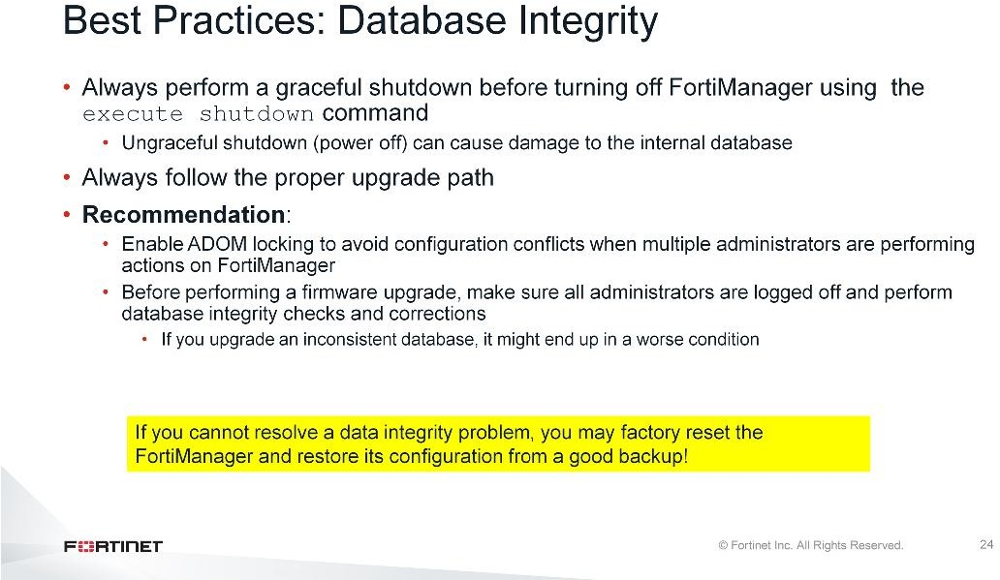 Best Practices: Database Integrity
• Always perform a graceful shutdown before turning off FortiManager using  the
execute shutdown command
• Ungraceful shutdown (power off) can cause damage to the internal database
• Always follow the proper upgrade path
• Recommendation:
• Enable ADOM locking to avoid configuration conflicts when multiple administrators are performing
actions on FortiManager
• Before performing a firmware upgrade, make sure all administrators are logged off and perform
database integrity checks and corrections
• If you upgrade an inconsistent database, it might end up in a worse condition
If you cannot resolve a data integrity problem, you may factory reset the
FortiManager and restore its configuration from a good backup!
FORTINET
© Fortinet Inc. All Rights Reserved.
24